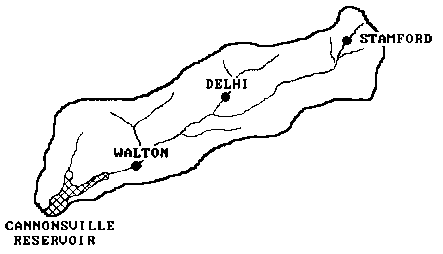 STAMFORD
DELHI
WALTON
CANNONSVILLE
RESERVOIR